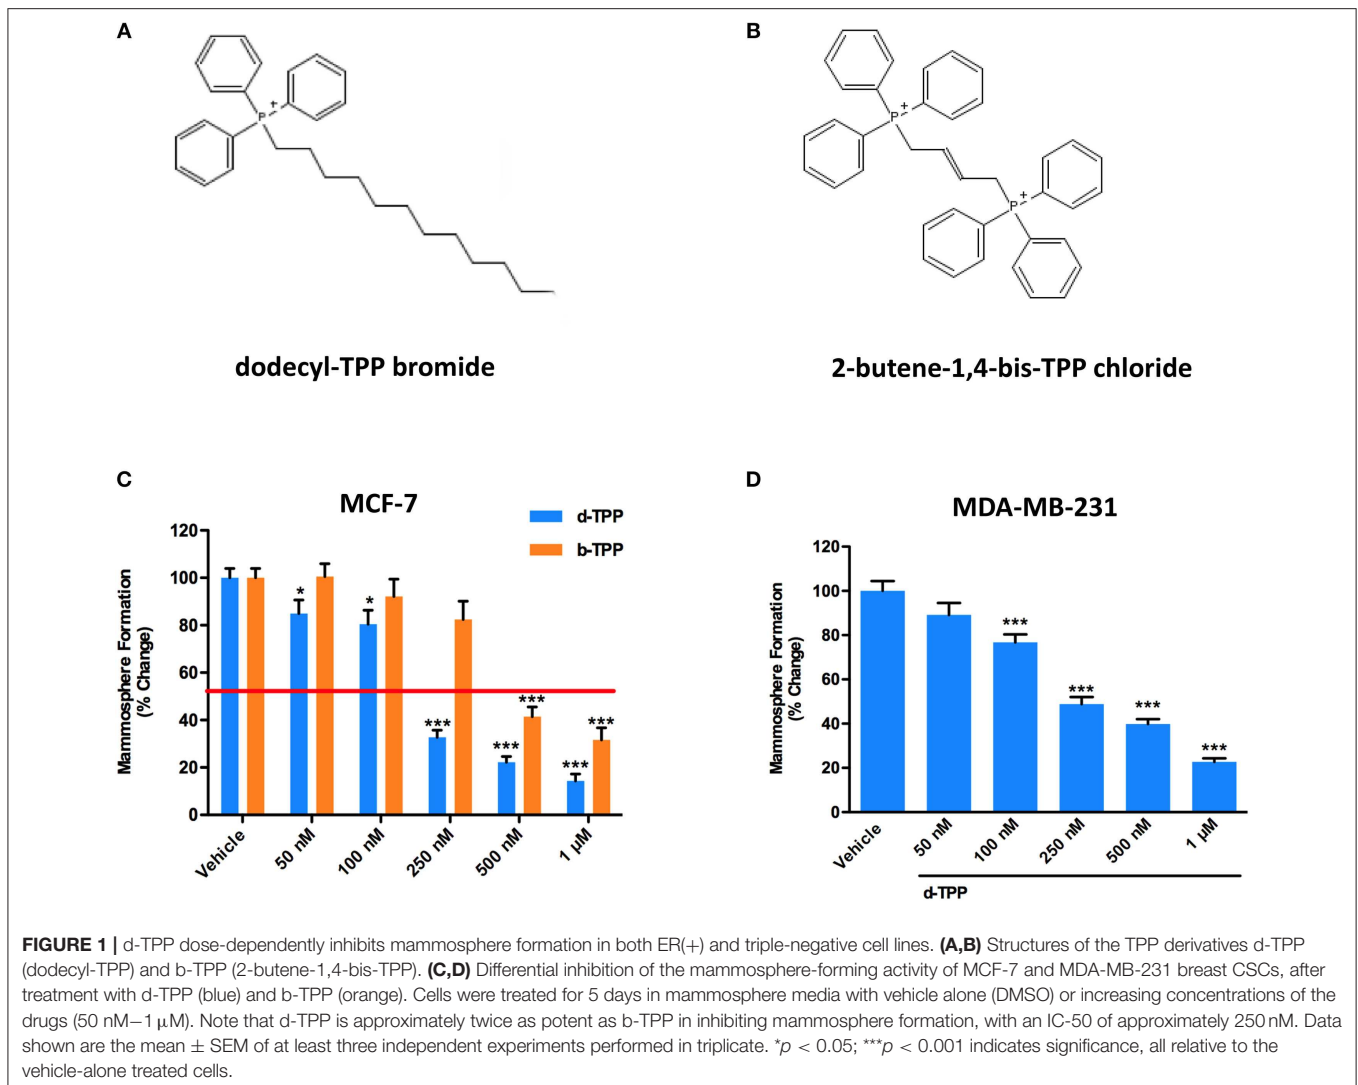 A
B
P
+
P
+
P
+
dodecyl-TPP bromide
2-butene-1,4-bis-TPP chloride
C
MCF-7
d-TPP
b-TPP
Mammosphere Formation
(% Change)
120
100
80
60
40
20
0
*
*
***
***
***
***
***
Vehicle
50 nM
100 nM
250 nM
500 nM
1 μM
D
MDA-MB-231
Mammosphere Formation
(% Change)
120
100
80
60
40
20
0
***
***
***
***
Vehicle
50 nM
100 nM
250 nM
500 nM
1 μM
d-TPP
FIGURE 1 | d-TPP dose-dependently inhibits mammosphere formation in both ER(+) and triple-negative cell lines. (A,B) Structures of the TPP derivatives d-TPP
(dodecyl-TPP) and b-TPP (2-butene-1,4-bis-TPP). (C,D) Differential inhibition of the mammosphere-forming activity of MCF-7 and MDA-MB-231 breast CSCs, after
treatment with d-TPP (blue) and b-TPP (orange). Cells were treated for 5 days in mammosphere media with vehicle alone (DMSO) or increasing concentrations of the
drugs (50 nM–1 μM). Note that d-TPP is approximately twice as potent as b-TPP in inhibiting mammosphere formation, with an IC-50 of approximately 250 nM. Data
shown are the mean ± SEM of at least three independent experiments performed in triplicate. *p < 0.05; ***p < 0.001 indicates significance, all relative to the
vehicle-alone treated cells.